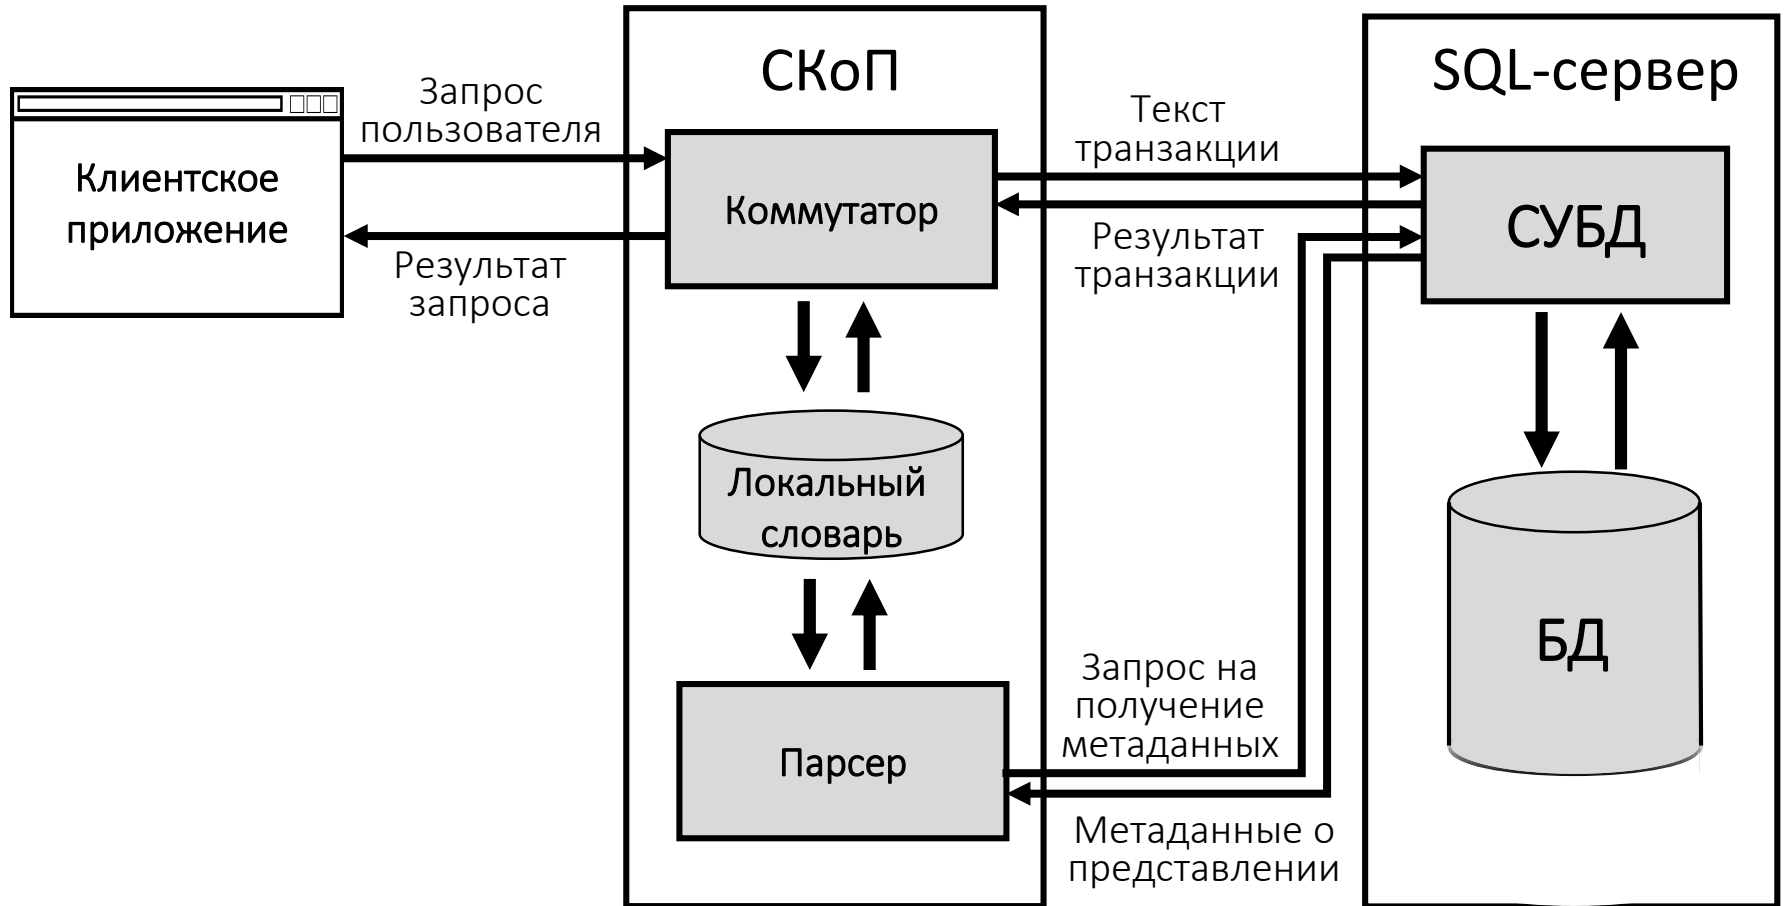 СКоП
SQL-сервер
Запрос
пользователя
Текст
транзакции
Клиентское
приложение
Коммутатор
СУБД
Результат
запроса
Результат
транзакции
Локальный
словарь
БД
Запрос на
получение
метаданных
Парсер
Метаданные о
представлении